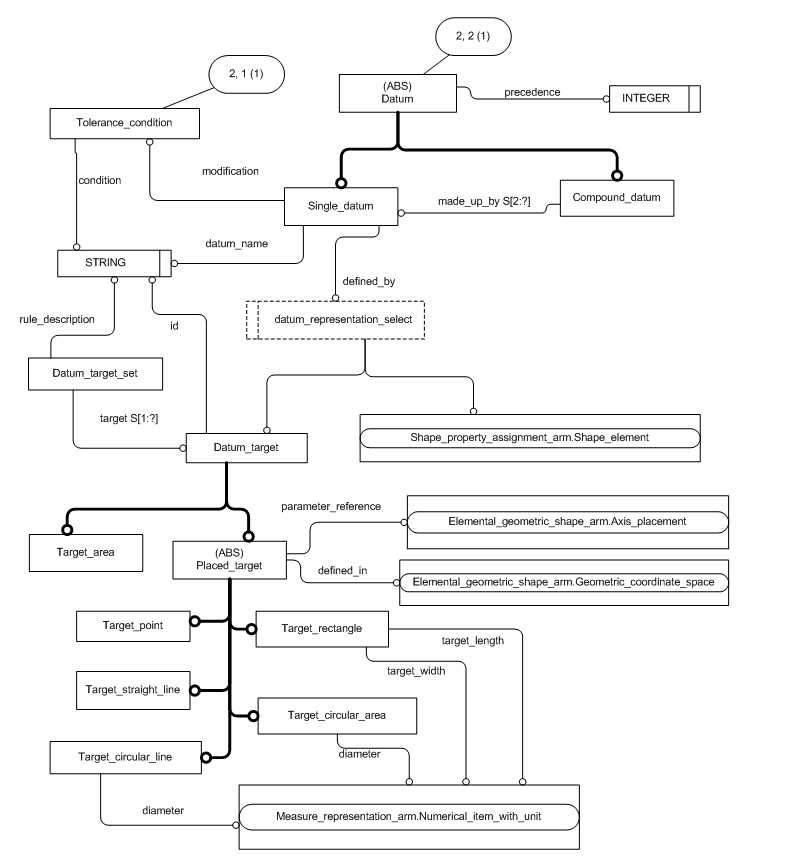 2, 2 (1)
2, 1 (1)
(ABS)
Datum
precedence
INTEGER
Tolerance_condition
modification
condition
Single_datum
made_up_by S[2:?]
Compound_datum
datum_name
STRING
defined_by
rule_description
id
datum_representation_select
Datum_target_set
target S[1:?]
Datum_target
Shape_property_assignment_arm.Shape_element
parameter_reference
Elemental_geometric_shape_arm.Axis_placement
Target_area
(ABS)
Placed_target
defined_in
Elemental_geometric_shape_arm.Geometric_coordinate_space
Target_point
Target_rectangle
target_length
target_width
Target_straight_line
Target_circular_area
diameter
Target_circular_line
diameter
Measure_representation_arm.Numerical_item_with_unit